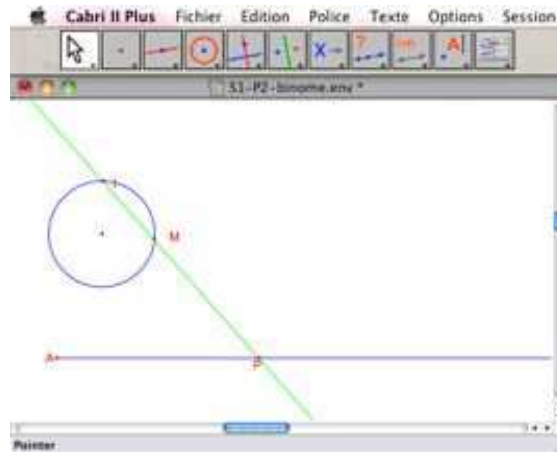 Cabri II Plus Fichier Edition Police Texte Options Session
S1-P2-binome.env *
I
M
A
P
Pointer